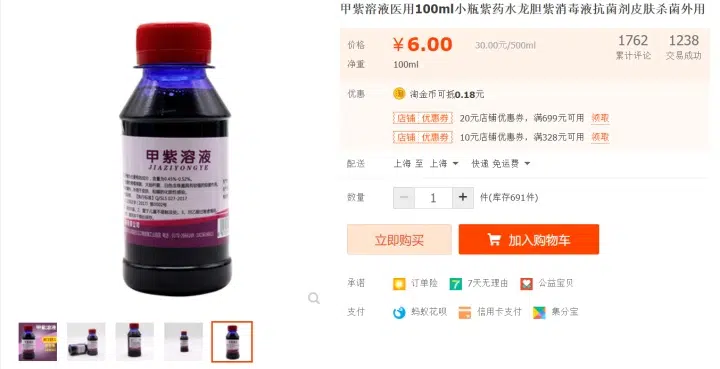 甲紫溶液医用100ml小瓶紫药水龙胆紫消毒液抗菌剂皮肤杀菌外用
价格
¥6.00
30.00元/500ml
1762
累计评论
1238
交易成功
净重
100ml
优惠
淘金币可抵0.18元
店铺 优惠券 20元店铺优惠券，满699元可用 领取
店铺 优惠券 10元店铺优惠券，满328元可用 领取
配送
上海 至 上海
快递 免运费
数量
- 1 +
件(库存691件)
立即购买
加入购物车
承诺
订单险
7天无理由
公益宝贝
支付
蚂蚁花呗
信用卡支付
集分宝
甲紫溶液
JIAZIYONGYE
甲紫溶液